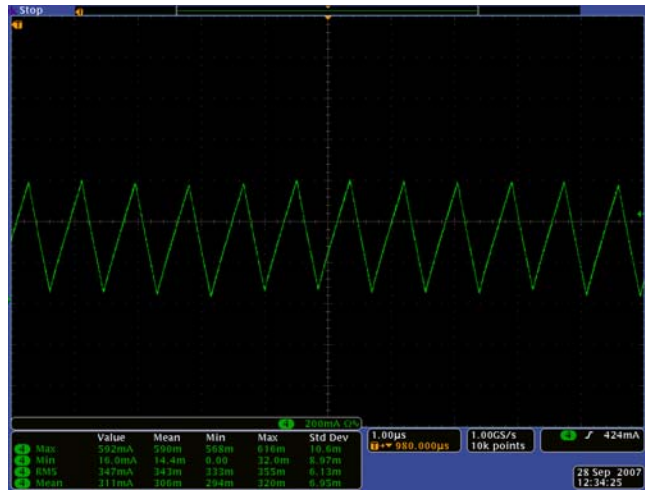 Stop
T
4 200mA Ω
Value Mean Min Max Std Dev
4 Max 592mA 590m 568m 616m 10.6m
4 Min 16.0mA 14.4m 0.00 32.0m 8.97m
4 RMS 347mA 343m 333m 355m 6.13m
4 Mean 311mA 306m 294m 320m 6.95m
1.00µs
T→▼ 980.000µs
1.00GS/s
10k points
4 424mA
28 Sep 2007
12:34:25